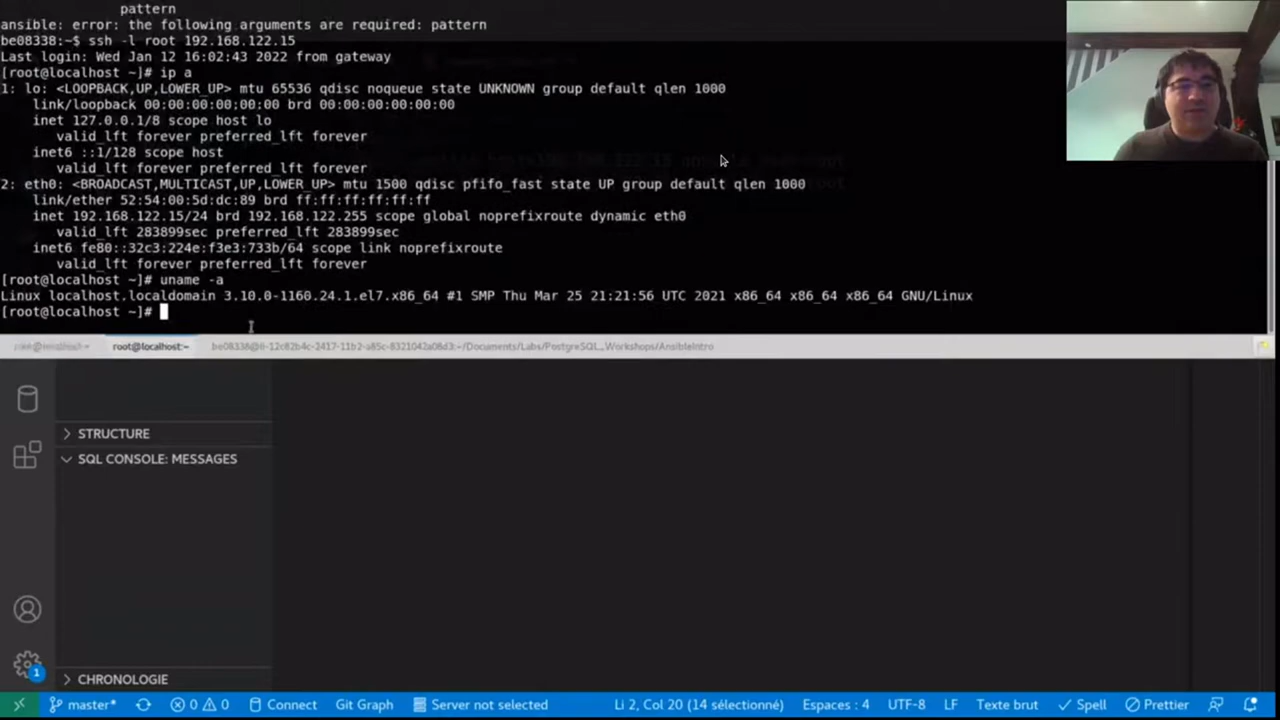 pattern
ansible: error: the following arguments are required: pattern
be08338:~$ ssh -l root 192.168.122.15
Last login: Wed Jan 12 16:02:43 2022 from gateway
[root@localhost ~]# ip a
1: lo: <LOOPBACK,UP,LOWER_UP> mtu 65536 qdisc noqueue state UNKNOWN group default qlen 1000
link/loopback 00:00:00:00:00:00 brd 00:00:00:00:00:00
inet 127.0.0.1/8 scope host lo
valid_lft forever preferred_lft forever
inet6 ::1/128 scope host
valid_lft forever preferred_lft forever
2: eth0: <BROADCAST,MULTICAST,UP,LOWER_UP> mtu 1500 qdisc pfifo_fast state UP group default qlen 1000
link/ether 52:54:00:5d:dc:89 brd ff:ff:ff:ff:ff:ff
inet 192.168.122.15/24 brd 192.168.122.255 scope global noprefixroute dynamic eth0
valid_lft 283899sec preferred_lft 283899sec
inet6 fe80::32c3:224e:f3e3:733b/64 scope link noprefixroute
valid_lft forever preferred_lft forever
[root@localhost ~]# uname -a
Linux localhost.localdomain 3.10.0-1160.24.1.el7.x86_64 #1 SMP Thu Mar 25 21:21:56 UTC 2021 x86_64 x86_64 x86_64 GNU/Linux
[root@localhost ~]#
root@localhost:~
STRUCTURE
SQL CONSOLE: MESSAGES
CHRONOLOGIE
1
master* 0 0 Connect Git Graph Server not selected Li 2, Col 20 (14 sélectionné) Espaces : 4 UTF-8 LF Texte brut Spell Prettier